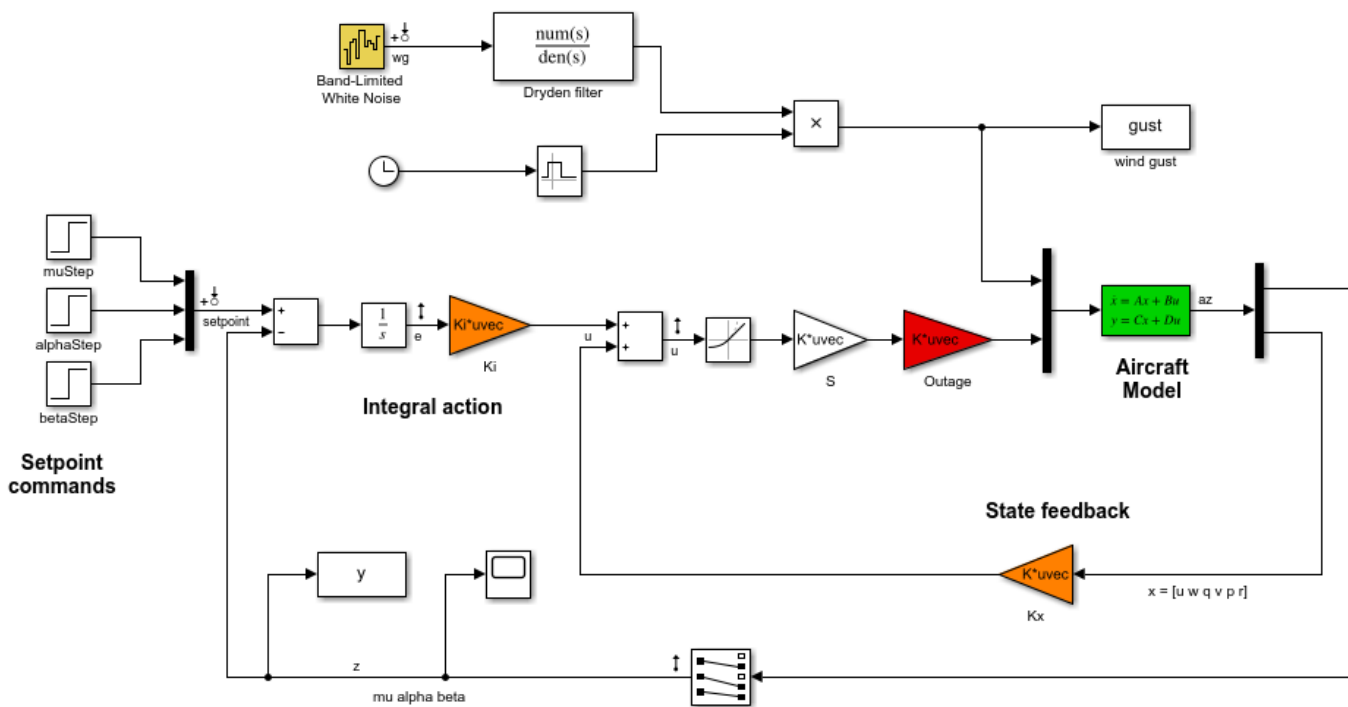 num(s)
den(s)
wg
Band-Limited
White Noise
Dryden filter
×
gust
wind gust
muStep
alphaStep
betaStep
Setpoint
commands
setpoint
+
−
1
s
e
Ki*uvec
Ki
Integral action
u
+
+
u
K*uvec
S
K*uvec
Outage
ẋ = Ax + Bu
y = Cx + Du
az
Aircraft
Model
State feedback
K*uvec
Kx
x = [u w q v p r]
y
z
mu alpha beta